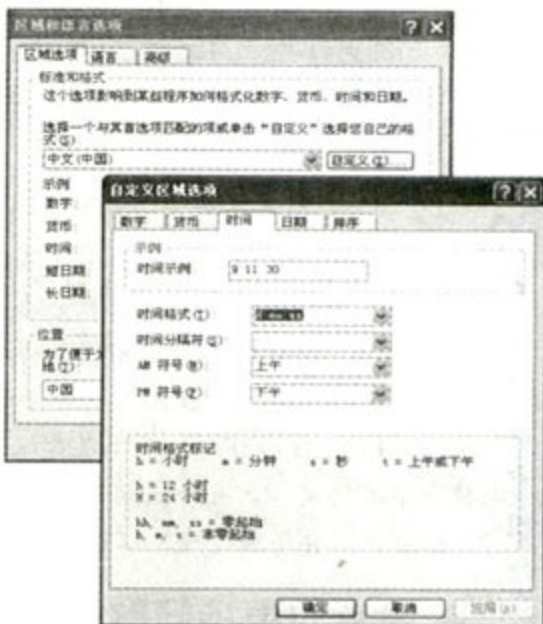 区域和语言选项
区域选项 语言 高级
标准和格式
这个选项影响到某些程序如何格式化数字、货币、时间和日期。
选择一个与其首选项匹配的项或单击“自定义”选择您自己的格
式(S):
中文(中国)
自定义(Z)...
示例
数字:
货币:
时间:
短日期:
长日期:
位置
为了便于
地(T):
中国
自定义区域选项
数字 货币 时间 日期 排序
示例
时间示例: 9 11 30
时间格式(T):
时间分隔符(S):
AM 符号(M): 上午
PM 符号(P): 下午
时间格式标记
h = 小时 m = 分钟 s = 秒 t = 上午或下午
h = 12 小时
H = 24 小时
hh, mm, ss = 零起始
h, m, s = 非零起始
确定 取消 应用(A)